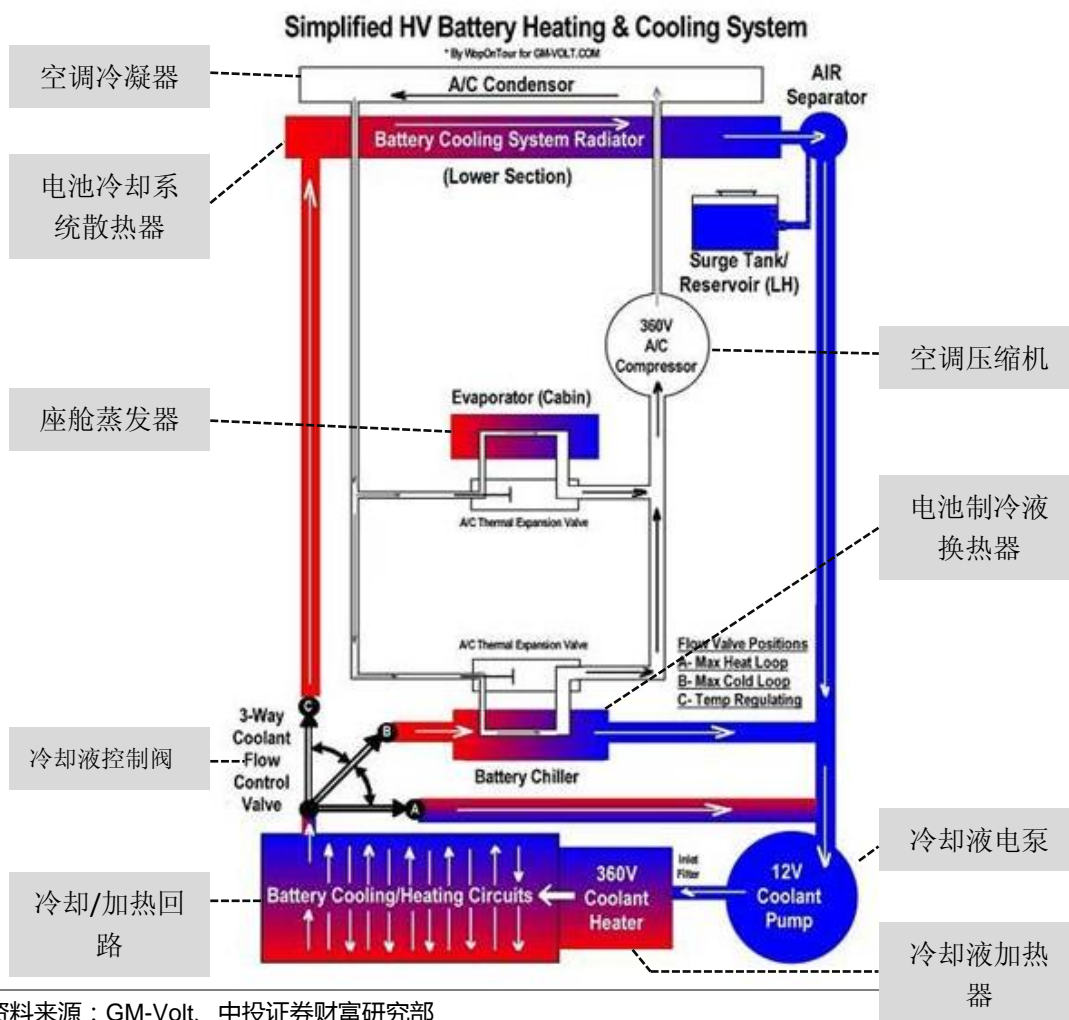 Simplified HV Battery Heating & Cooling System
* By WopOnTour for GM-VOLT.COM
空调冷凝器
A/C Condensor
AIR
Separator
Battery Cooling System Radiator
(Lower Section)
电池冷却系
统散热器
Surge Tank/
Reservoir (LH)
360V
A/C
Compressor
空调压缩机
座舱蒸发器
Evaporator (Cabin)
A/C Thermal Expansion Valve
电池制冷液
换热器
A/C Thermal Expansion Valve
Flow Valve Positions
A- Max Heat Loop
B- Max Cold Loop
C- Temp Regulating
C
B
A
3-Way
Coolant
Flow
Control
Valve
冷却液控制阀
Battery Chiller
冷却液电泵
冷却/加热回
路
Battery Cooling/Heating Circuits
360V
Coolant
Heater
Inlet
Filter
12V
Coolant
Pump
冷却液加热
器
资料来源：GM-Volt, 中投证券财富研究部